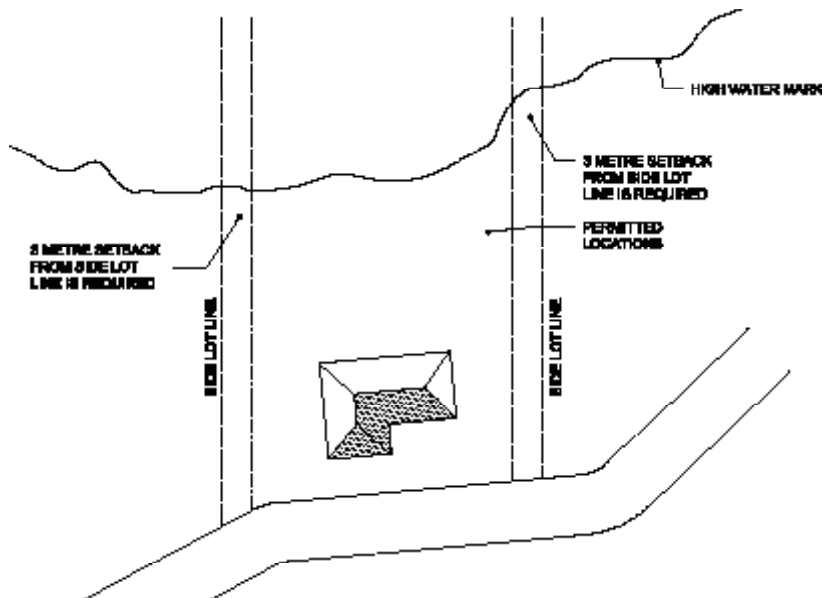 HIGH WATER MARK
3 METRE SETBACK
FROM SIDE LOT
LINE IS REQUIRED
PERMITTED
LOCATIONS
3 METRE SETBACK
FROM SIDE LOT
LINE IS REQUIRED
SIDE LOT LINE
SIDE LOT LINE